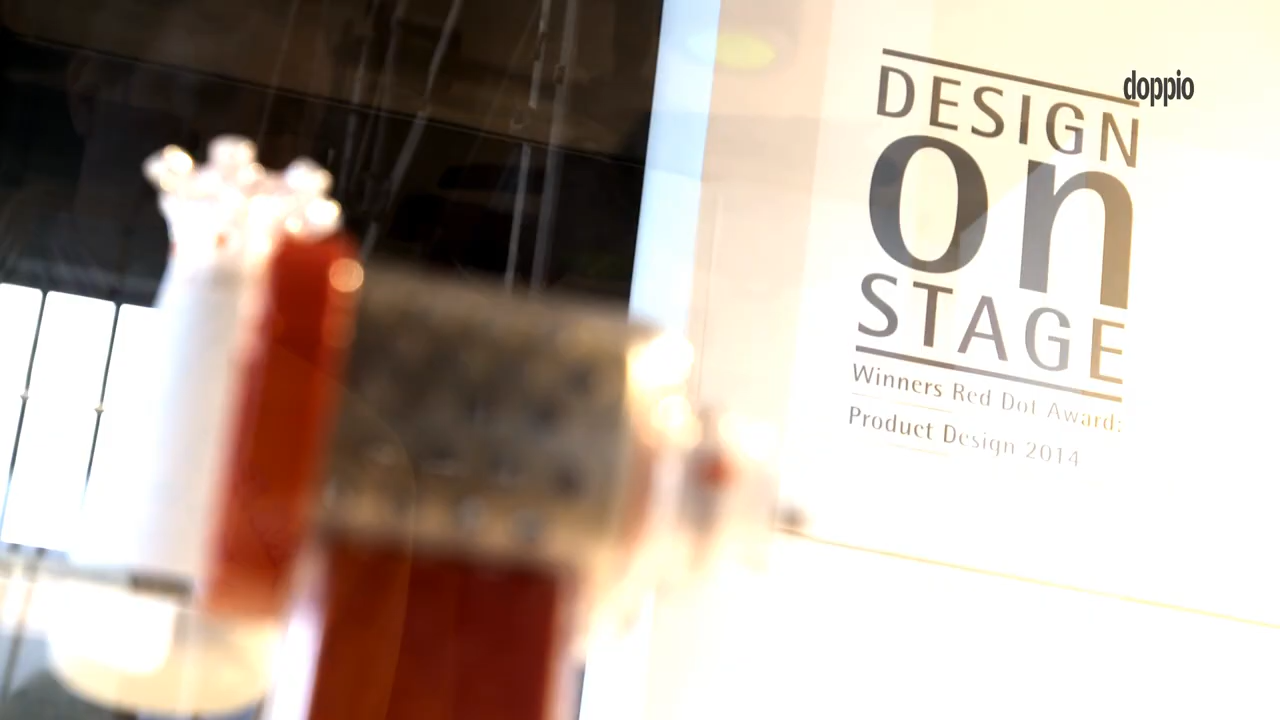 doppio
DESIGN
on
STAGE
Winners Red Dot Award:
Product Design 2014